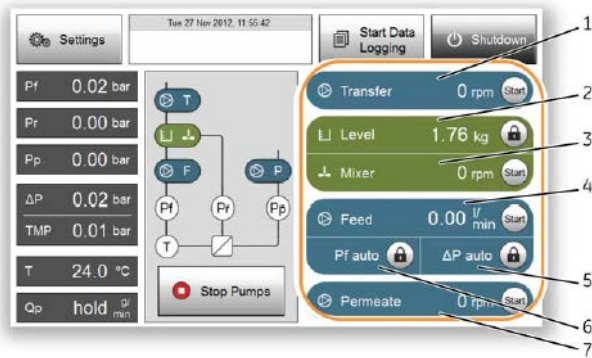 Settings
Tue 27 Nov 2012, 11:55:42
Start Data
Logging
Shutdown
1
Pf 0.02 bar
Pr 0.00 bar
Pp 0.00 bar
ΔP 0.02 bar
TMP 0.01 bar
T 24.0 °C
Qp hold g/min
T
F
P
Pf
Pr
Pp
T
Stop Pumps
Transfer 0 rpm Start
2
Level 1.76 kg
3
Mixer 0 rpm Start
4
Feed 0.00 l/min Start
Pf auto
ΔP auto
5
Permeate 0 rpm Start
6
7